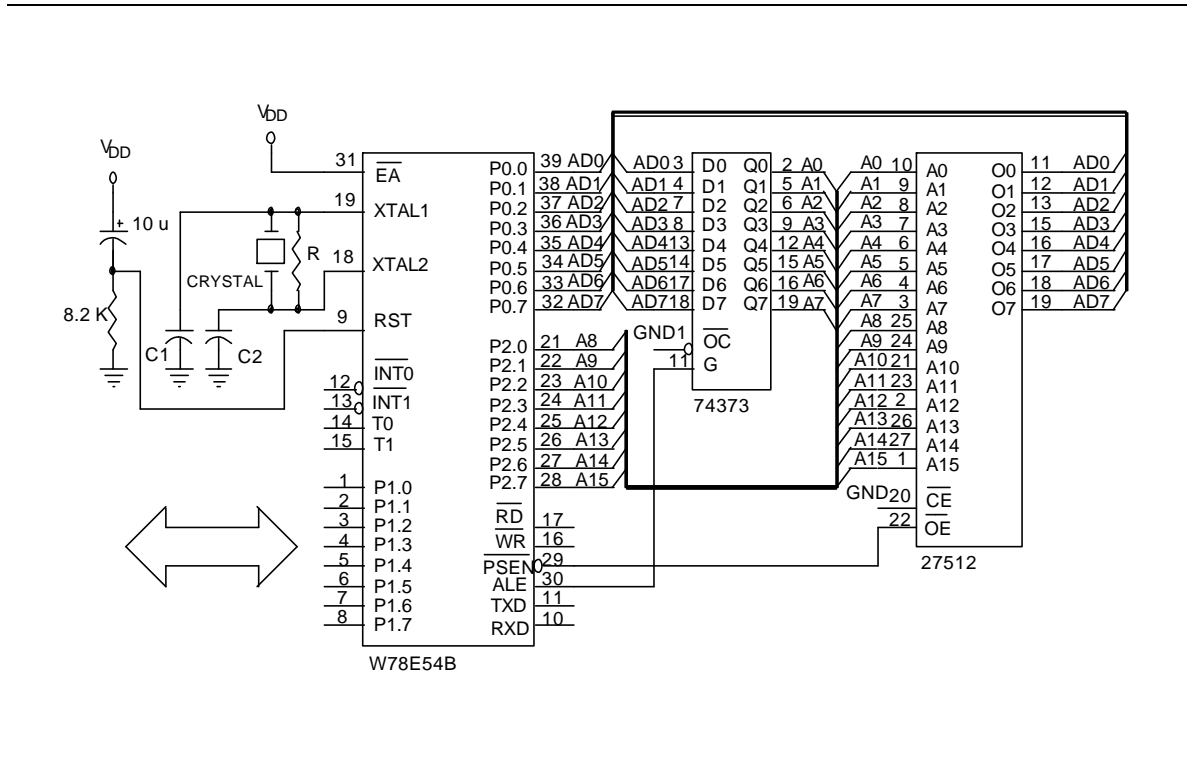 VDD
VDD
+ 10 u
8.2 K
C1
C2
CRYSTAL
R
31 EA
19 XTAL1
18 XTAL2
9 RST
12 INT0
13 INT1
14 T0
15 T1
1 P1.0
2 P1.1
3 P1.2
4 P1.3
5 P1.4
6 P1.5
7 P1.6
8 P1.7
P0.0 39 AD0
P0.1 38 AD1
P0.2 37 AD2
P0.3 36 AD3
P0.4 35 AD4
P0.5 34 AD5
P0.6 33 AD6
P0.7 32 AD7
P2.0 21 A8
P2.1 22 A9
P2.2 23 A10
P2.3 24 A11
P2.4 25 A12
P2.5 26 A13
P2.6 27 A14
P2.7 28 A15
RD 17
WR 16
PSEN 29
ALE 30
TXD 11
RXD 10
W78E54B
AD0 3 D0 Q0 2 A0
AD1 4 D1 Q1 5 A1
AD2 7 D2 Q2 6 A2
AD3 8 D3 Q3 9 A3
AD4 13 D4 Q4 12 A4
AD5 14 D5 Q5 15 A5
AD6 17 D6 Q6 16 A6
AD7 18 D7 Q7 19 A7
GND 1 OC
11 G
74373
A0 10 A0 O0 11 AD0
A1 9 A1 O1 12 AD1
A2 8 A2 O2 13 AD2
A3 7 A3 O3 15 AD3
A4 6 A4 O4 16 AD4
A5 5 A5 O5 17 AD5
A6 4 A6 O6 18 AD6
A7 3 A7 O7 19 AD7
A8 25 A8
A9 24 A9
A10 21 A10
A11 23 A11
A12 2 A12
A13 26 A13
A14 27 A14
A15 1 A15
GND 20 CE
22 OE
27512